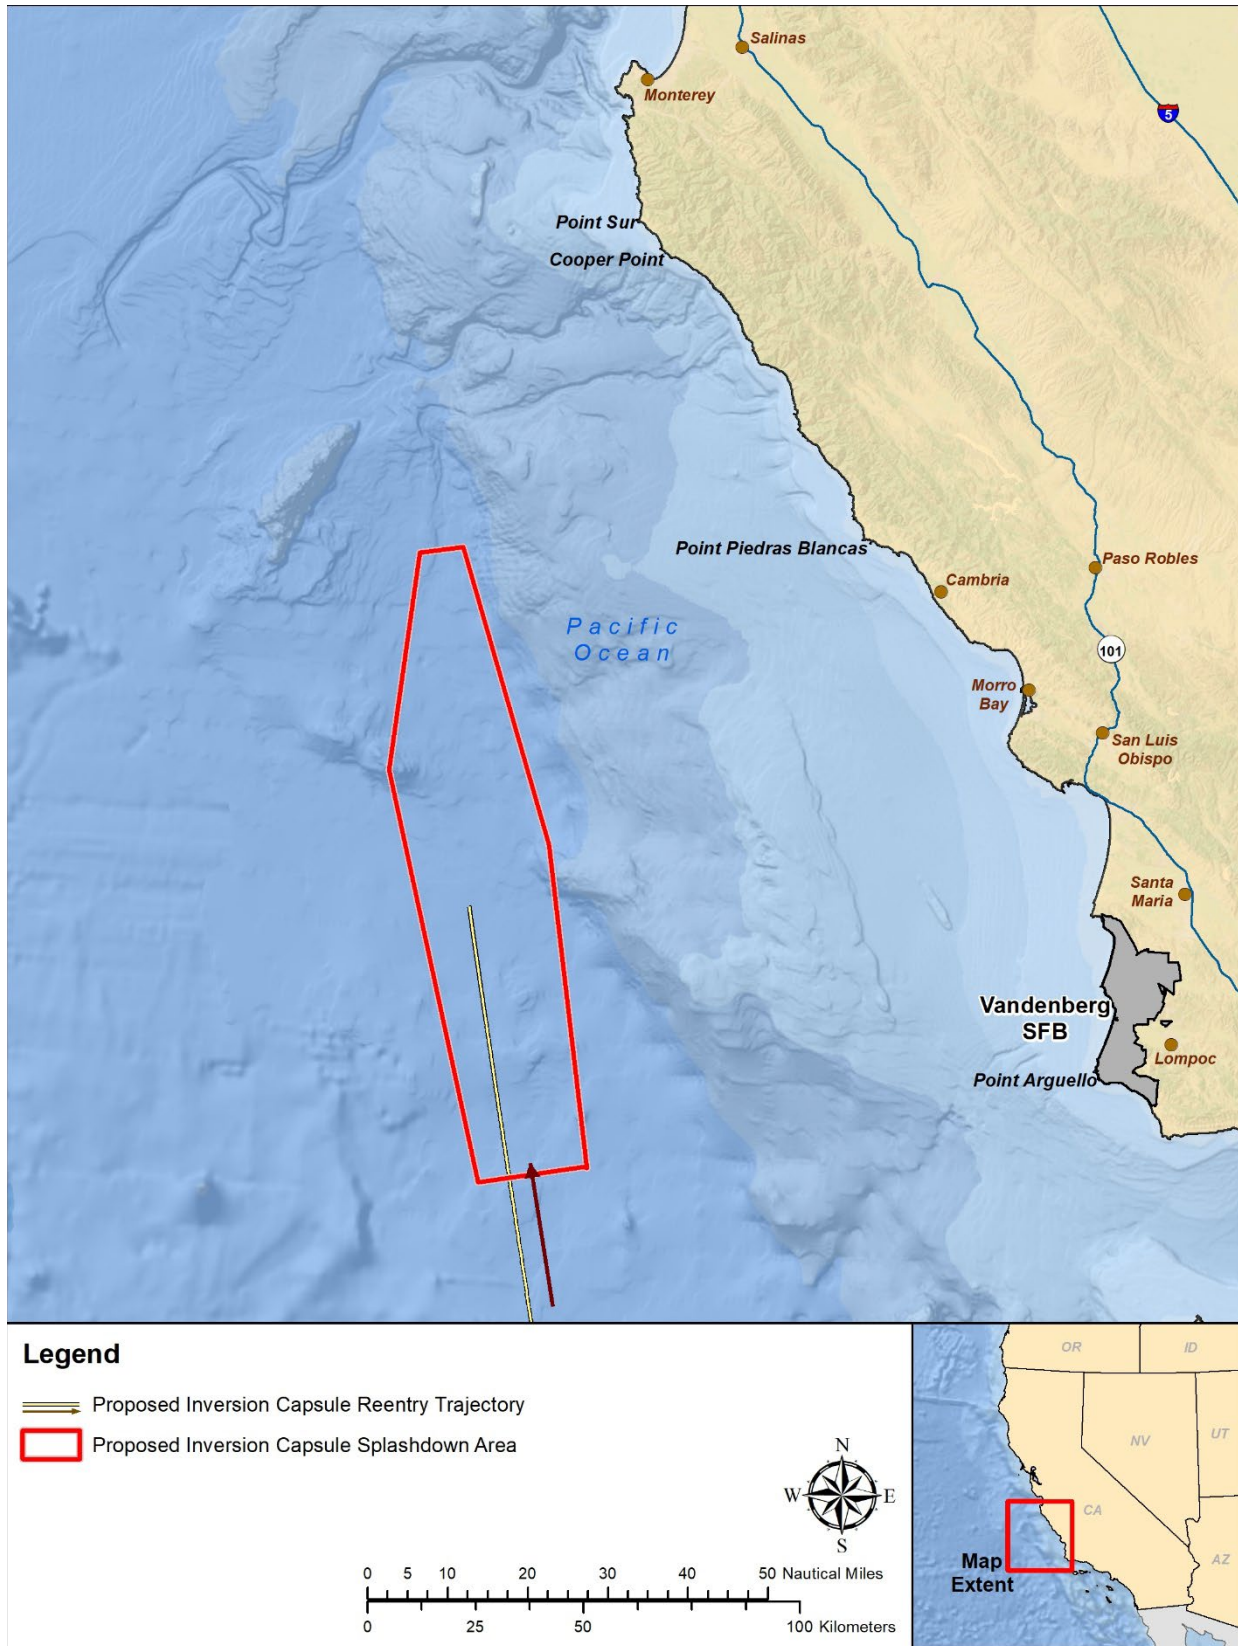 Salinas
Monterey
5
Point Sur
Cooper Point
Point Piedras Blancas
Cambria
Paso Robles
Pacific
Ocean
101
Morro
Bay
San Luis
Obispo
Santa
Maria
Vandenberg
SFB
Lompoc
Point Arguello
Legend
Proposed Inversion Capsule Reentry Trajectory
Proposed Inversion Capsule Splashdown Area
N
W E
S
0 10 20 30 40 50 Nautical Miles
0 25 50 100 Kilometers
OR ID
NV UT
CA
AZ
Map
Extent